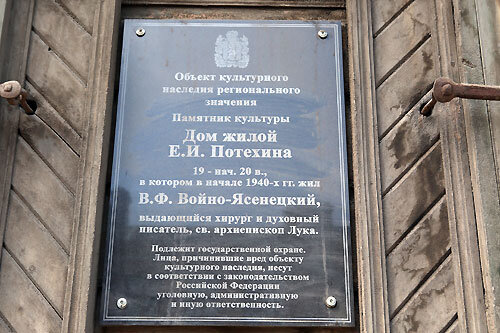 Объект культурного
наследия регионального
значения
Памятник культуры
Дом жилой
Е.И. Потехина
19 - нач. 20 в.,
в котором в начале 1940-х гг. жил
В.Ф. Войно-Ясенецкий,
выдающийся хирург и духовный
писатель, св. архиепископ Лука.
Подлежит государственной охране.
Лица, причинившие вред объекту
культурного наследия, несут
в соответствии с законодательством
Российской Федерации
уголовную, административную
и иную ответственность.